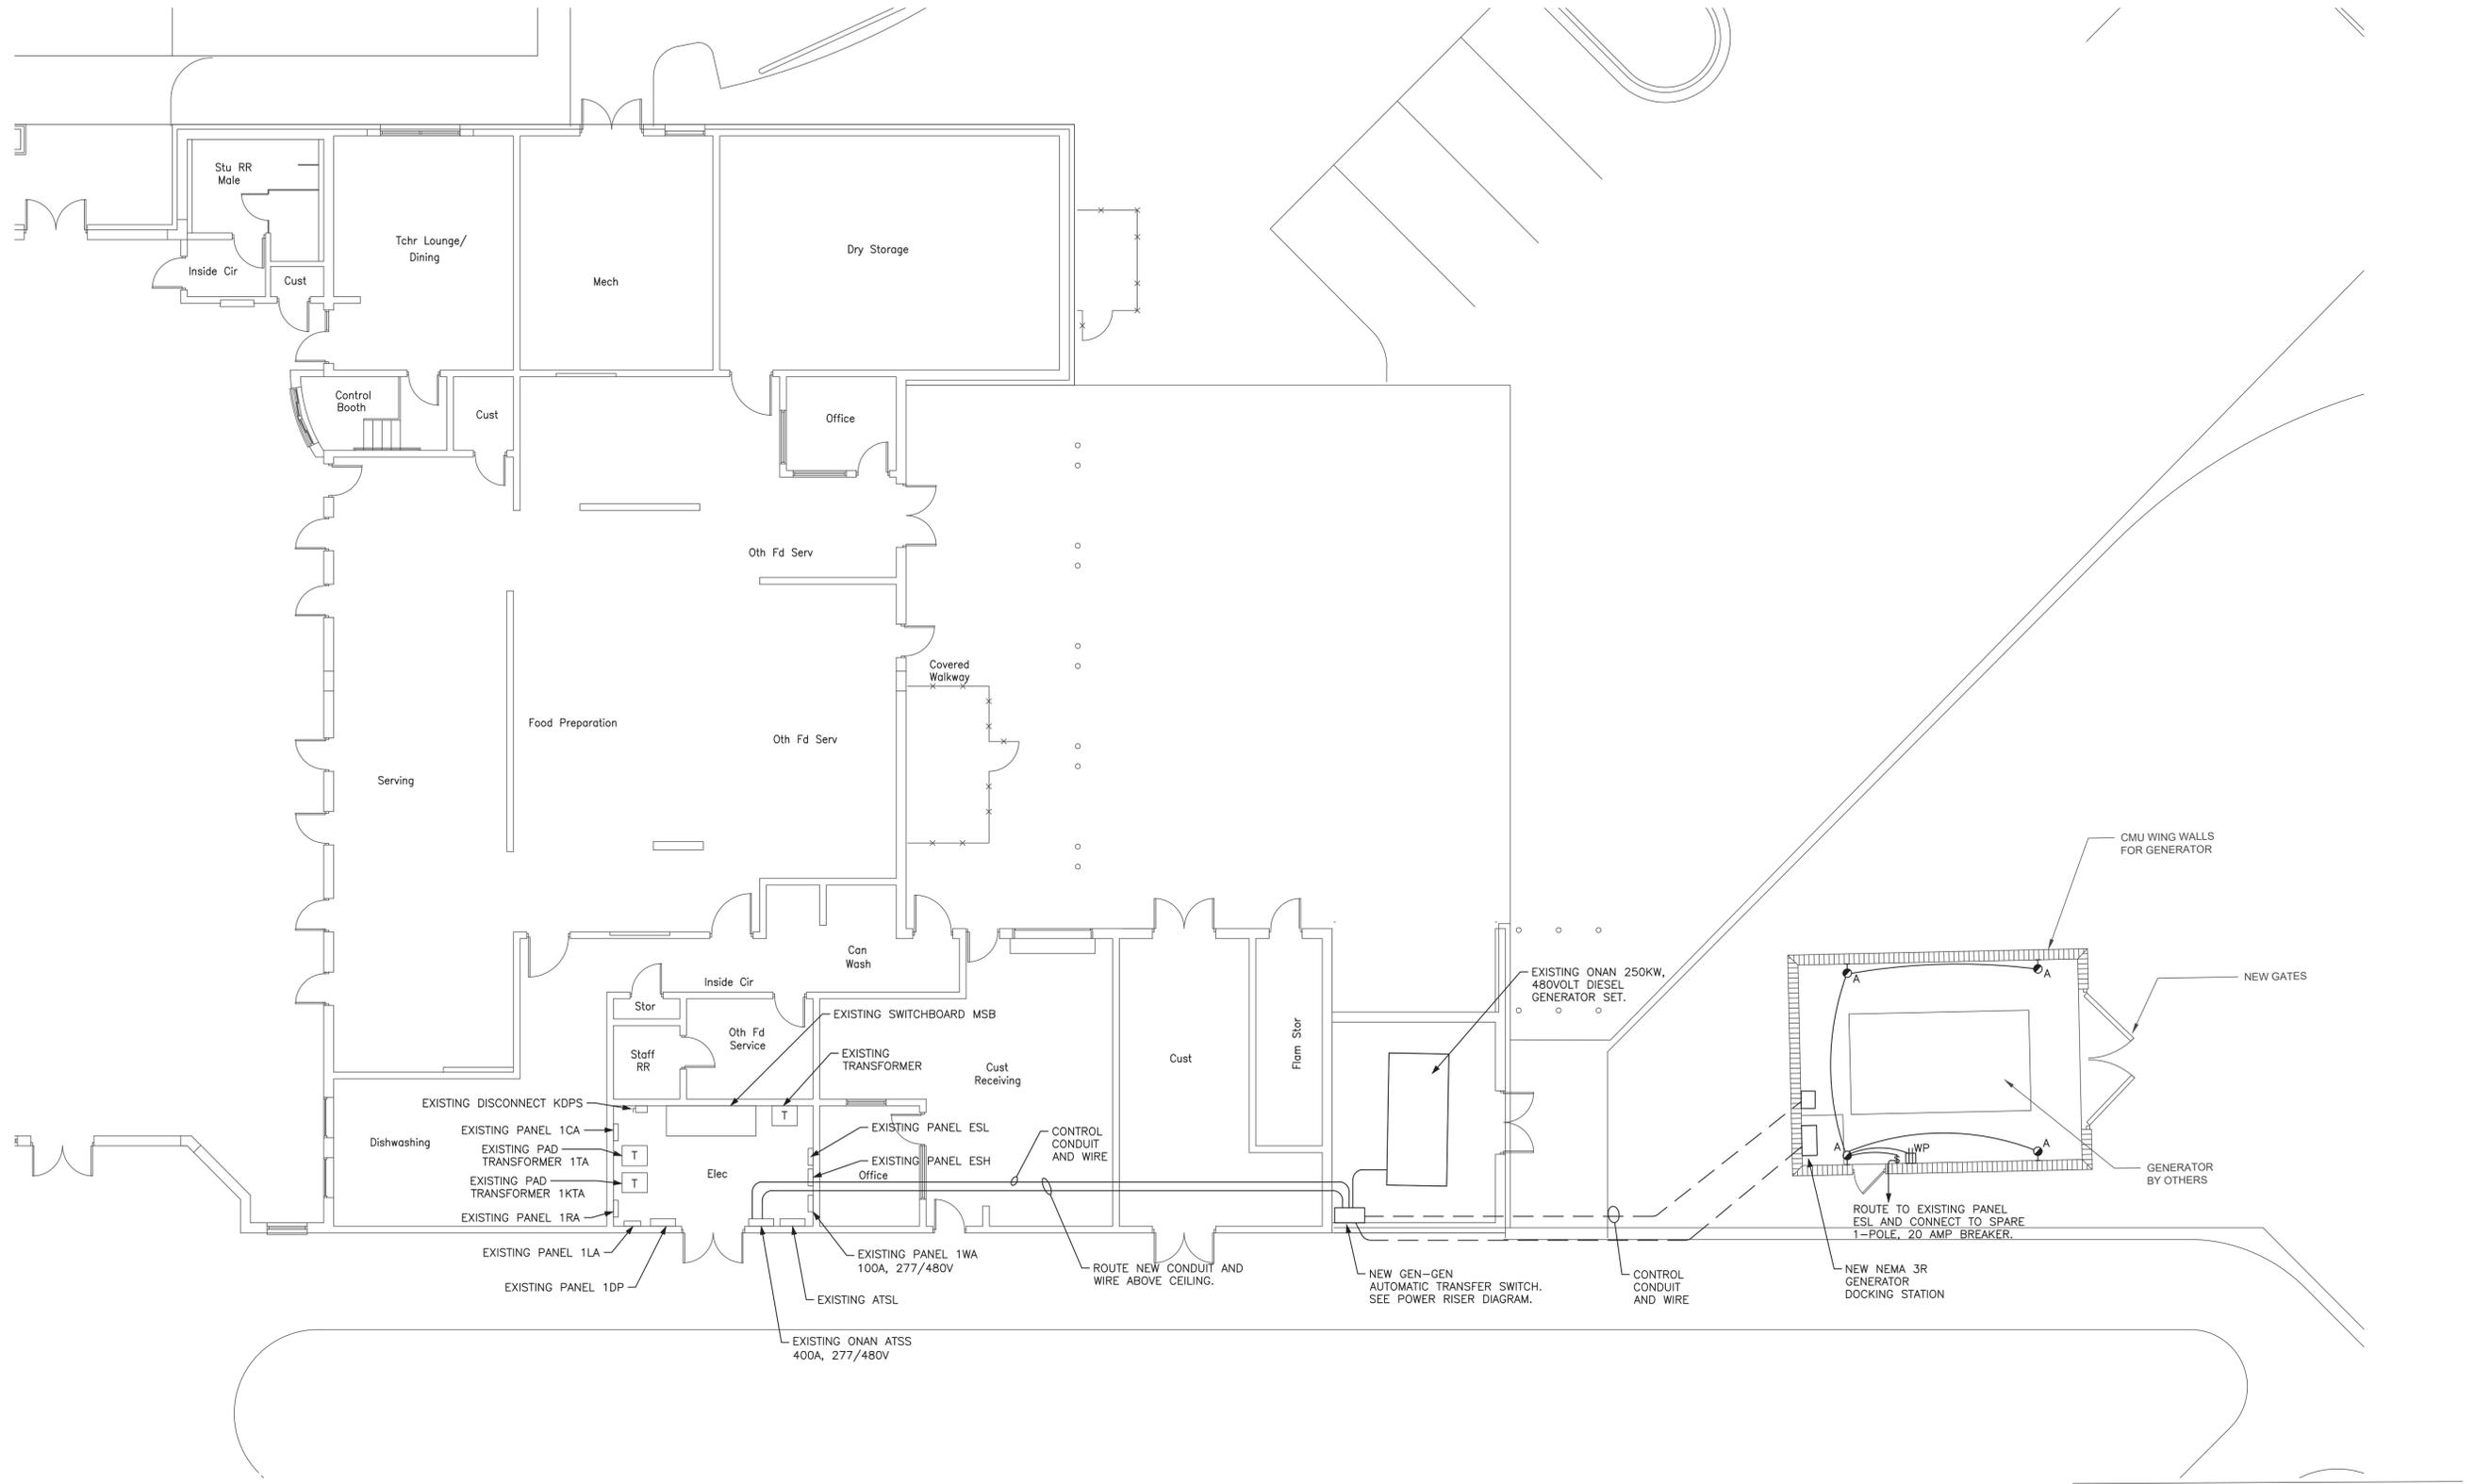 Stu RR
Male
Inside Cir
Cust
Tchr Lounge/
Dining
Mech
Dry Storage
Control
Booth
Cust
Office
Oth Fd Serv
Covered
Walkway
Food Preparation
Oth Fd Serv
Serving
CMU WING WALLS
FOR GENERATOR
NEW GATES
Can
Wash
Inside Cir
Stor
Oth Fd
Service
Staff
RR
EXISTING SWITCHBOARD MSB
EXISTING
TRANSFORMER
Cust
Receiving
Cust
Flam Stor
EXISTING ONAN 250KW,
480VOLT DIESEL
GENERATOR SET.
A
A
EXISTING DISCONNECT KDPS
T
EXISTING PANEL 1CA
Dishwashing
EXISTING PAD
TRANSFORMER 1TA
T
EXISTING PAD
TRANSFORMER 1KTA
T
EXISTING PANEL 1RA
Elec
EXISTING PANEL ESL
EXISTING PANEL ESH
Office
CONTROL
CONDUIT
AND WIRE
A
WP
A
$
GENERATOR
BY OTHERS
ROUTE TO EXISTING PANEL
ESL AND CONNECT TO SPARE
1-POLE, 20 AMP BREAKER.
EXISTING PANEL 1LA
EXISTING PANEL 1DP
EXISTING PANEL 1WA
100A, 277/480V
EXISTING ATSL
EXISTING ONAN ATSS
400A, 277/480V
ROUTE NEW CONDUIT AND
WIRE ABOVE CEILING.
NEW GEN-GEN
AUTOMATIC TRANSFER SWITCH.
SEE POWER RISER DIAGRAM.
CONTROL
CONDUIT
AND WIRE
NEW NEMA 3R
GENERATOR
DOCKING STATION